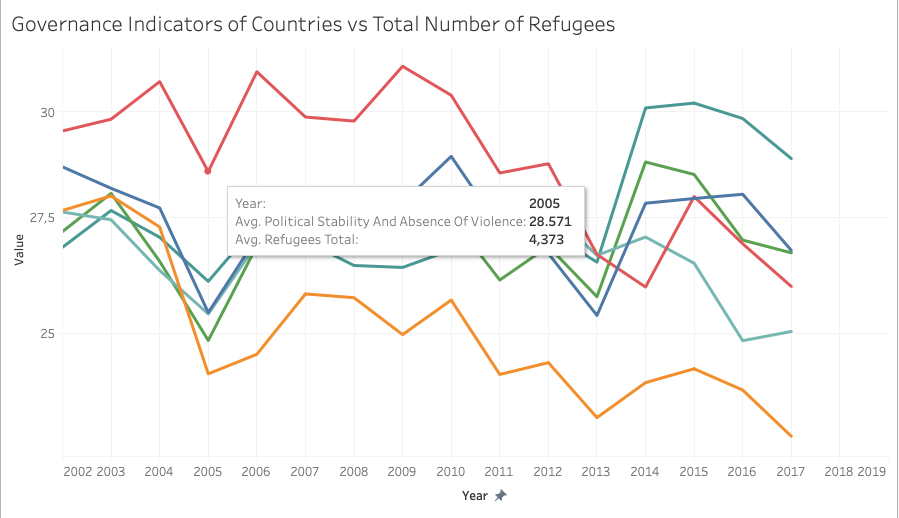 Governance Indicators of Countries vs Total Number of Refugees
30
27.5
25
Value
Year: 2005
Avg. Political Stability And Absence Of Violence: 28.571
Avg. Refugees Total: 4,373
2002 2003 2004 2005 2006 2007 2008 2009 2010 2011 2012 2013 2014 2015 2016 2017 2018 2019
Year